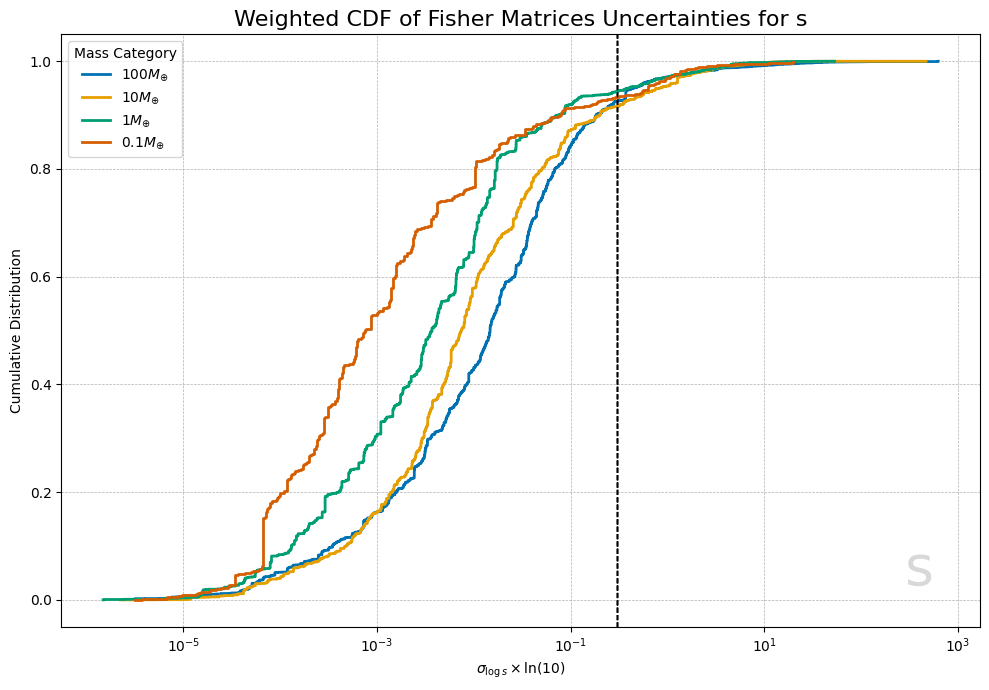 Weighted CDF of Fisher Matrices Uncertainties for s
Mass Category
100M⊕
10M⊕
1M⊕
0.1M⊕
Cumulative Distribution
1.0
0.8
0.6
0.4
0.2
0.0
s
10⁻⁵
10⁻³
10⁻¹
10¹
10³
σ_log s × ln(10)